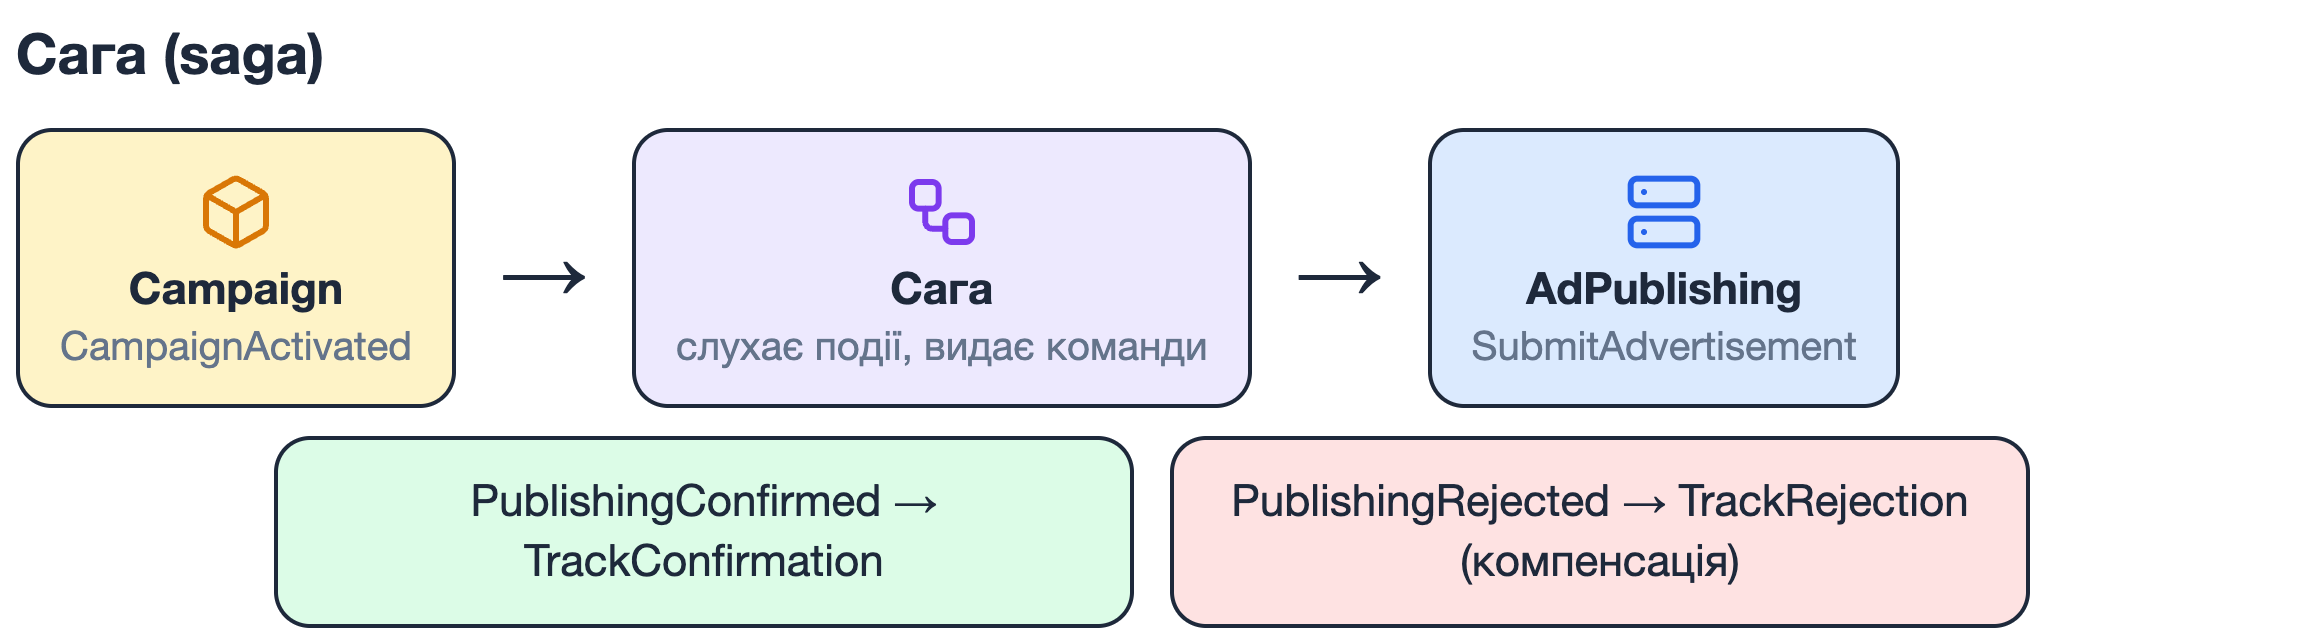 Сага (saga)
Campaign
CampaignActivated
→
Сага
слухає події, видає команди
→
AdPublishing
SubmitAdvertisement
PublishingConfirmed →
TrackConfirmation
PublishingRejected → TrackRejection
(компенсація)